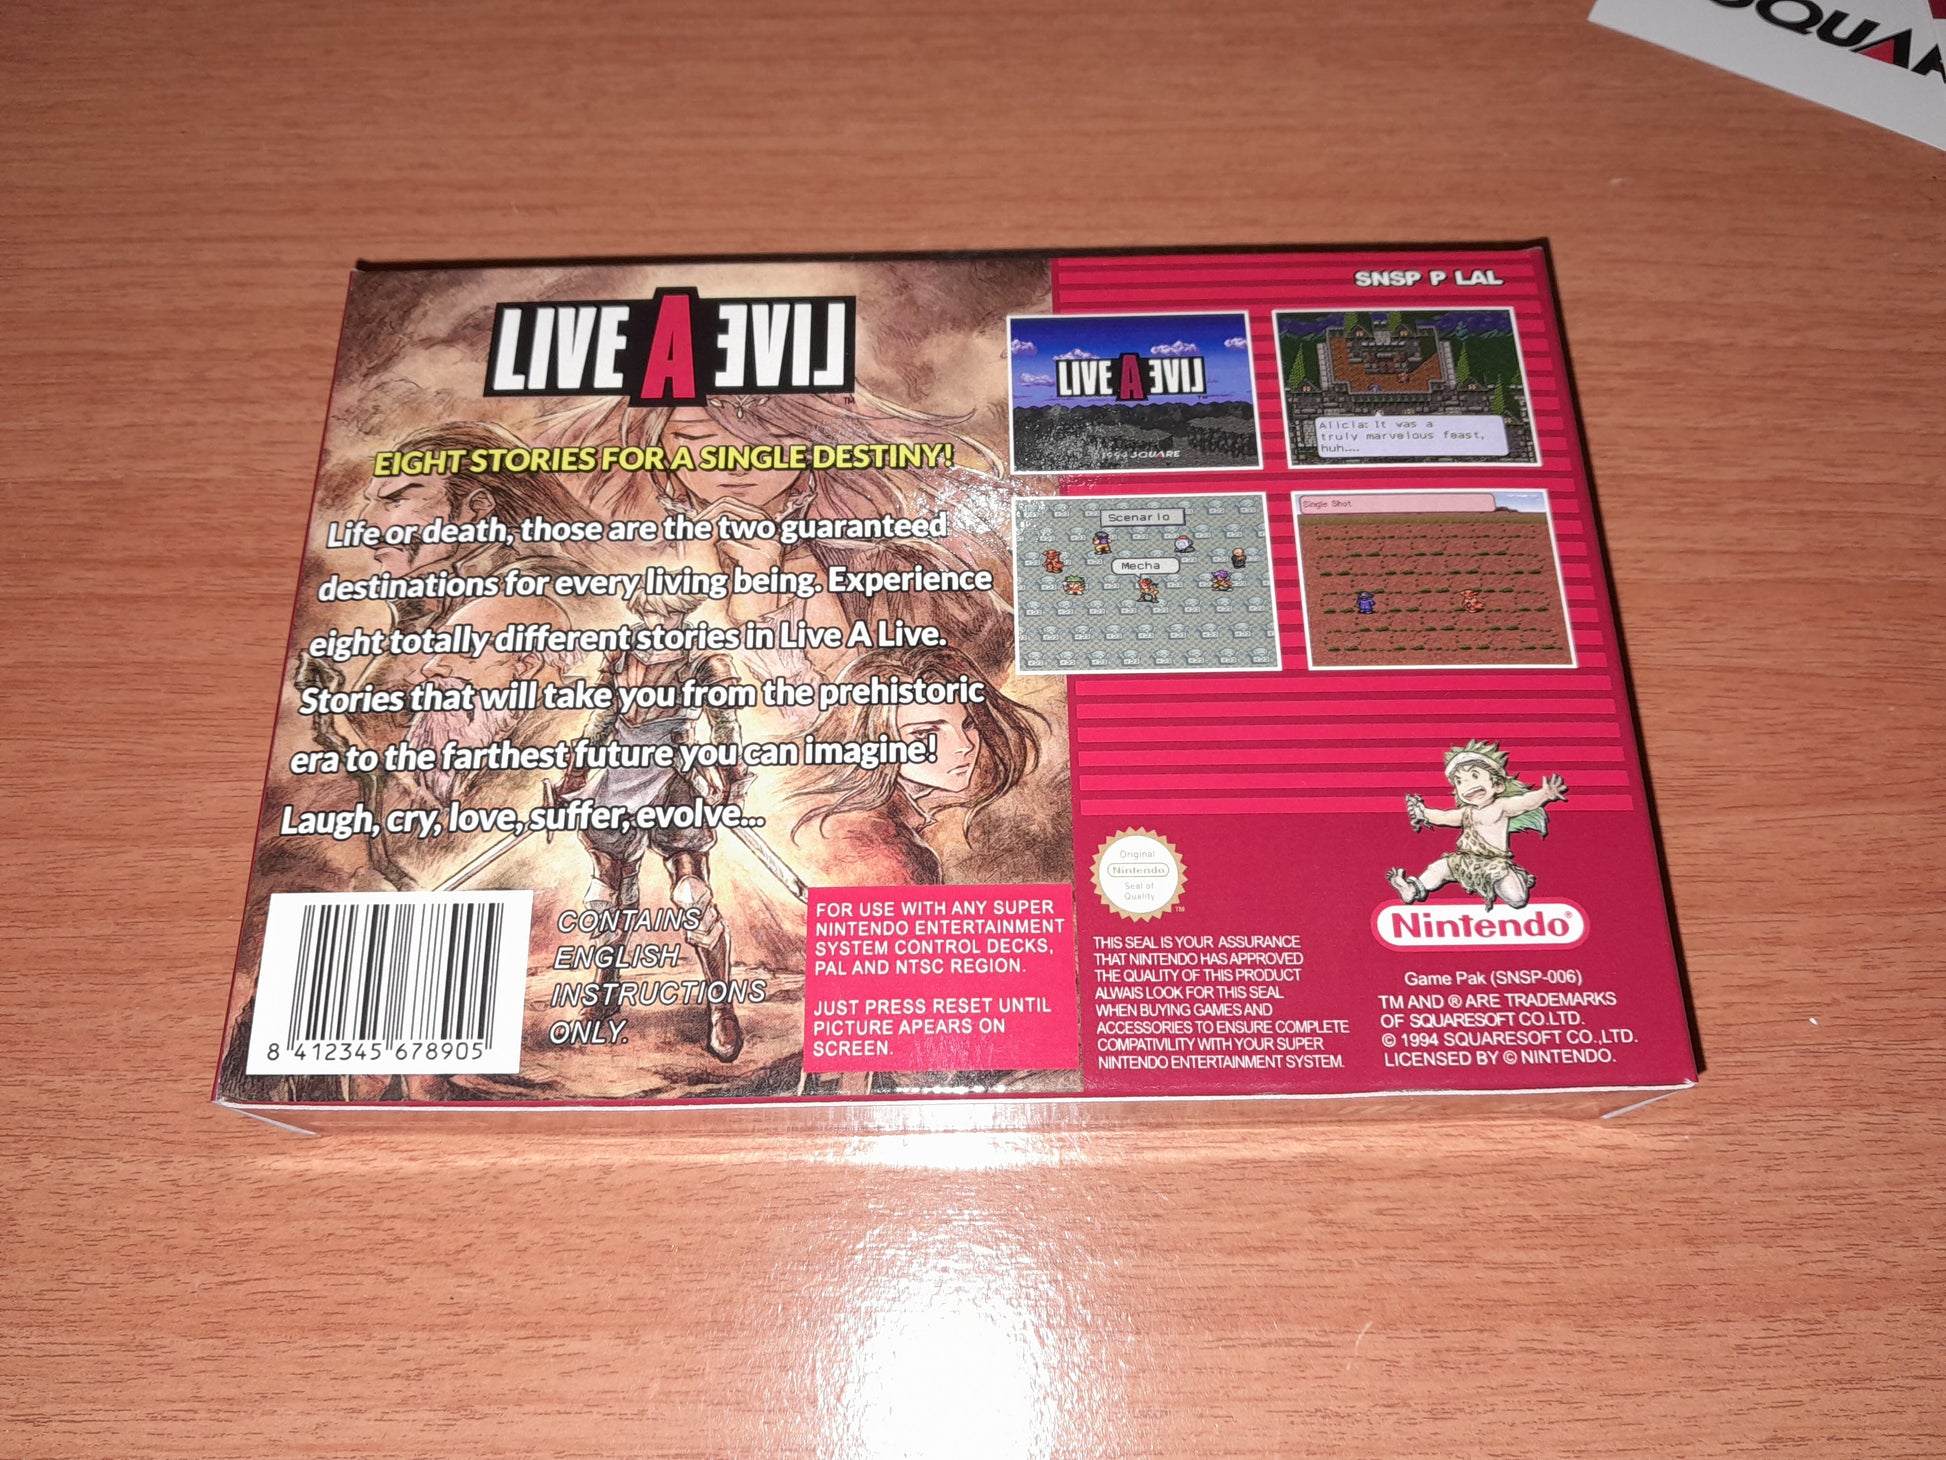 SQUAR
LIVE A LIVE
™
SNSP P LAL
EIGHT STORIES FOR A SINGLE DESTINY!
Life or death, those are the two guaranteed
destinations for every living being. Experience
eight totally different stories in Live A Live.
Stories that will take you from the prehistoric
era to the farthest future you can imagine!
Laugh, cry, love, suffer, evolve...
LIVE A LIVE
™
1994 SQUARE
Alicia: It was a
truly marvelous feast,
huh....
Scenario
Mecha
Single Shot
8 412345 678905
CONTAINS
ENGLISH
INSTRUCTIONS
ONLY.
FOR USE WITH ANY SUPER
NINTENDO ENTERTAINMENT
SYSTEM CONTROL DECKS,
PAL AND NTSC REGION.
JUST PRESS RESET UNTIL
PICTURE APEARS ON
SCREEN.
Original
Nintendo
Seal of
Quality
™
THIS SEAL IS YOUR ASSURANCE
THAT NINTENDO HAS APPROVED
THE QUALITY OF THIS PRODUCT
ALWAIS LOOK FOR THIS SEAL
WHEN BUYING GAMES AND
ACCESSORIES TO ENSURE COMPLETE
COMPATIVILITY WITH YOUR SUPER
NINTENDO ENTERTAINMENT SYSTEM.
Nintendo®
Game Pak (SNSP-006)
TM AND ® ARE TRADEMARKS
OF SQUARESOFT CO.LTD.
© 1994 SQUARESOFT CO.,LTD.
LICENSED BY © NINTENDO.